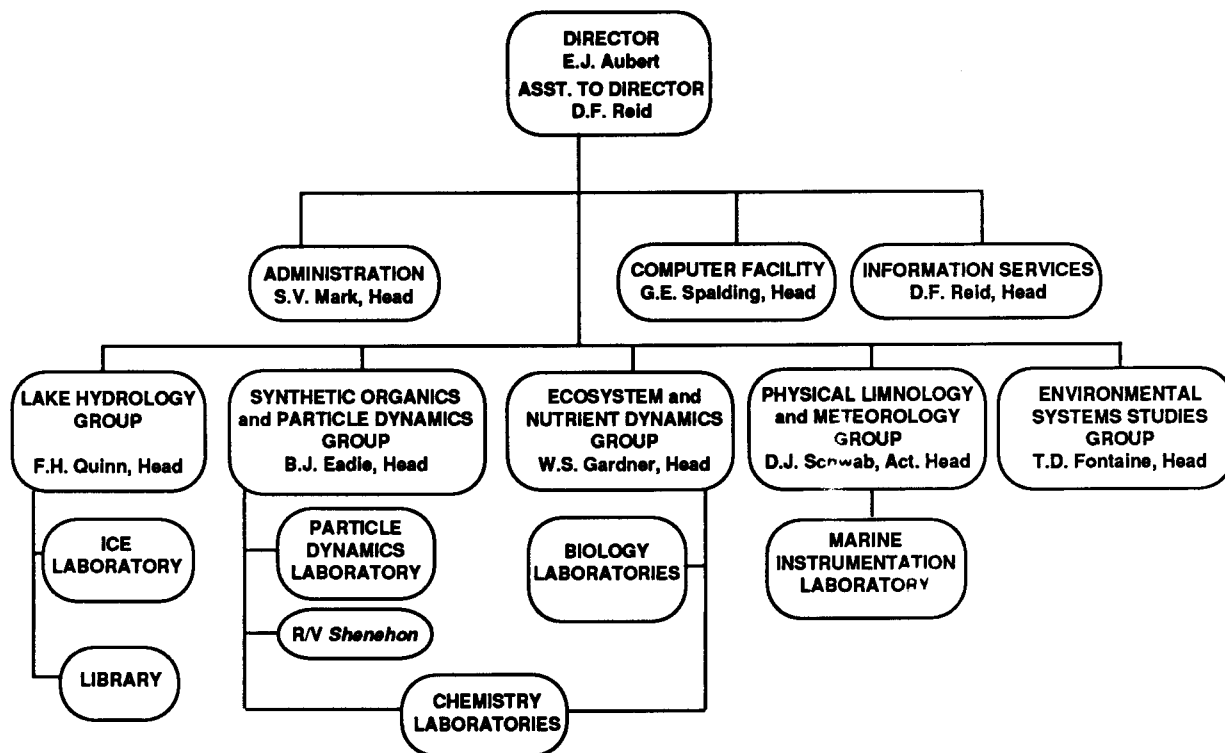 DIRECTOR
E.J. Aubert
ASST. TO DIRECTOR
D.F. Reid
ADMINISTRATION
S.V. Mark, Head
COMPUTER FACILITY
G.E. Spalding, Head
INFORMATION SERVICES
D.F. Reid, Head
LAKE HYDROLOGY
GROUP
F.H. Quinn, Head
SYNTHETIC ORGANICS
and PARTICLE DYNAMICS
GROUP
B.J. Eadie, Head
ECOSYSTEM and
NUTRIENT DYNAMICS
GROUP
W.S. Gardner, Head
PHYSICAL LIMNOLOGY
and METEOROLOGY
GROUP
D.J. Schwab, Act. Head
ENVIRONMENTAL
SYSTEMS STUDIES
GROUP
T.D. Fontaine, Head
ICE
LABORATORY
LIBRARY
PARTICLE
DYNAMICS
LABORATORY
R/V Shenehon
BIOLOGY
LABORATORIES
CHEMISTRY
LABORATORIES
MARINE
INSTRUMENTATION
LABORATORY